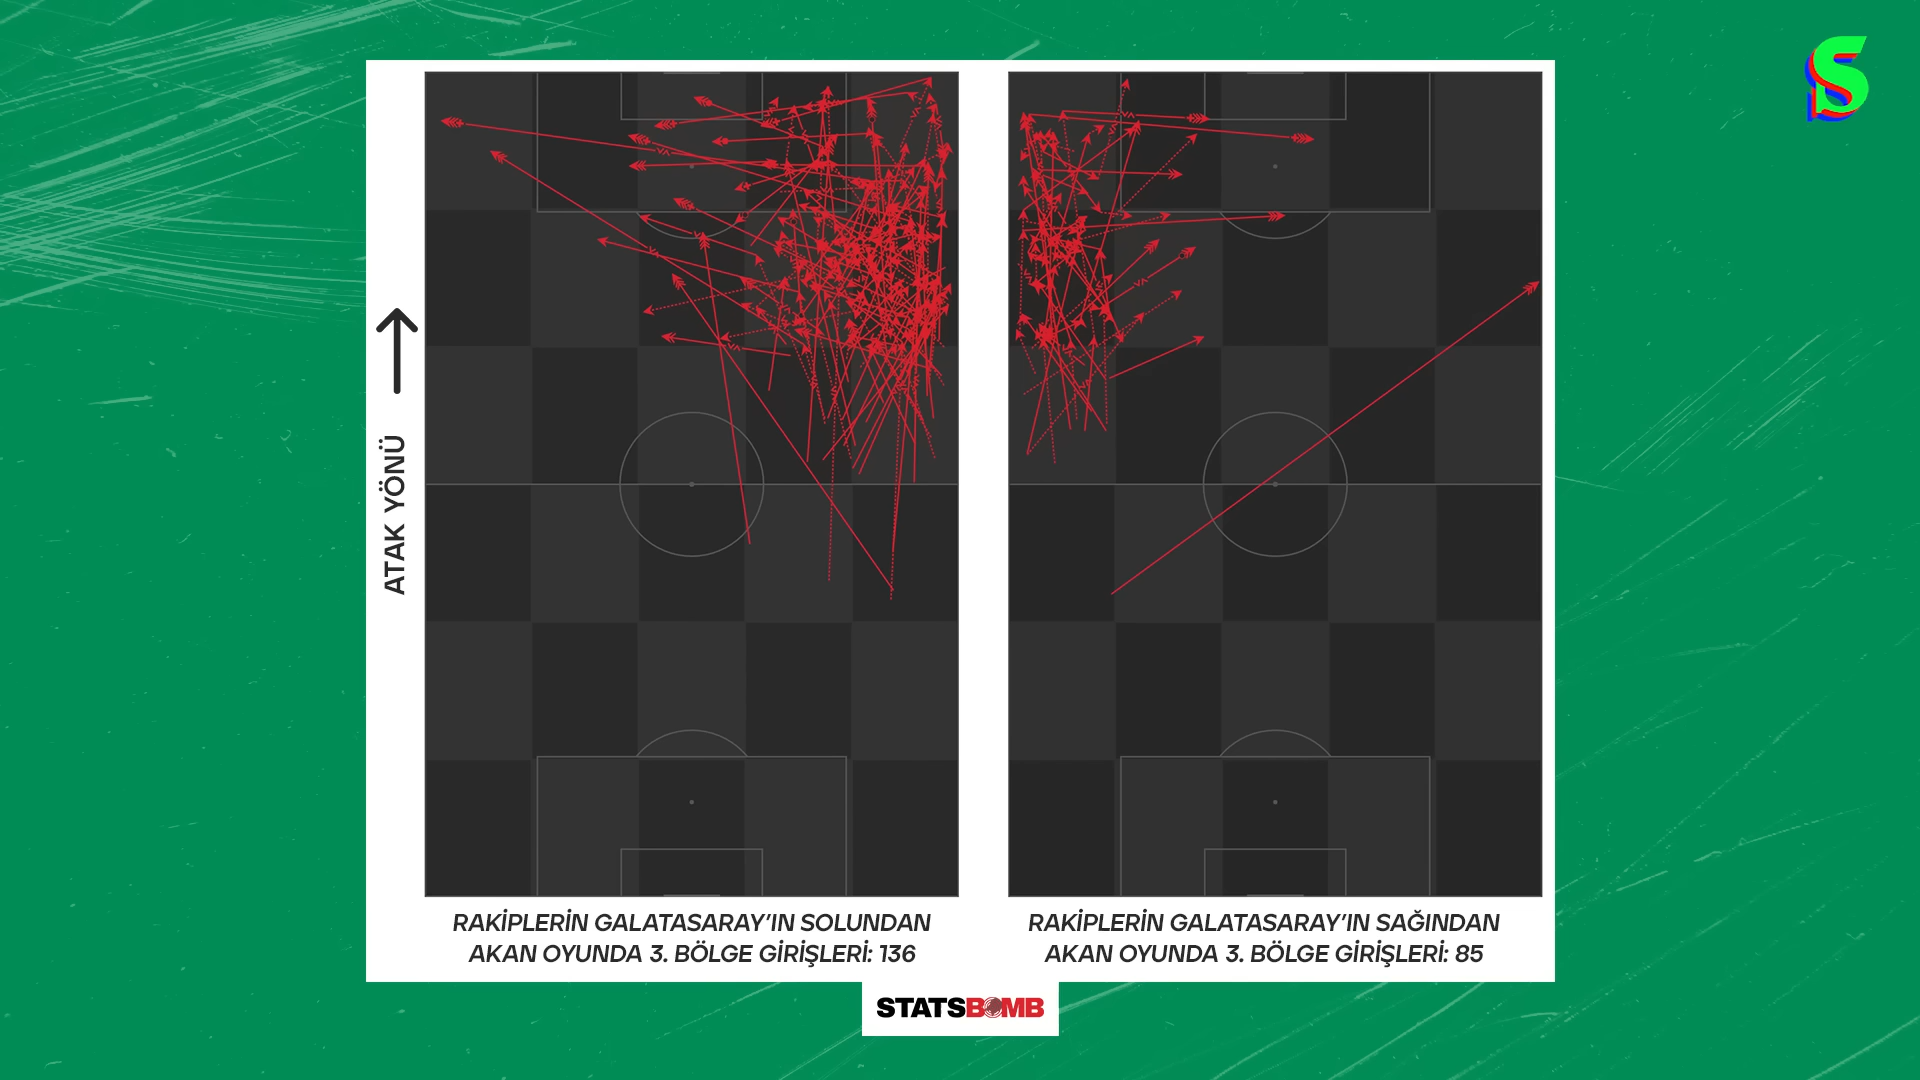 ATAK YÖNÜ
RAKİPLERİN GALATASARAY'IN SOLUNDAN
AKAN OYUNDA 3. BÖLGE GİRİŞLERİ: 136
RAKİPLERİN GALATASARAY'IN SAĞINDAN
AKAN OYUNDA 3. BÖLGE GİRİŞLERİ: 85
STATSBOMB
S